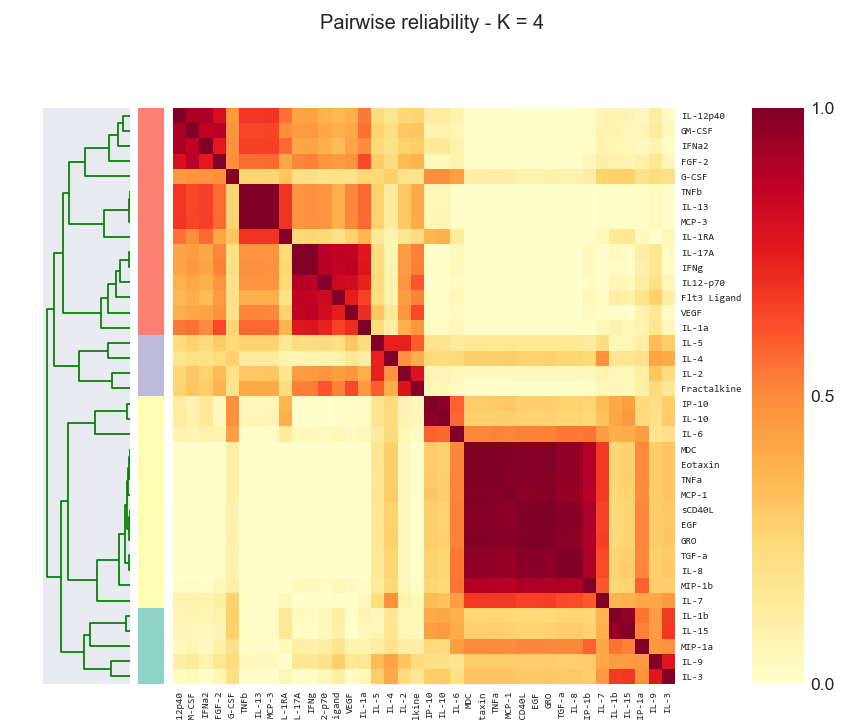 Pairwise reliability - K = 4
IL-12p40
GM-CSF
IFNa2
FGF-2
G-CSF
TNFb
IL-13
MCP-3
IL-1RA
IL-17A
IFNg
IL12-p70
Flt3 Ligand
VEGF
IL-1a
IL-5
IL-4
IL-2
Fractalkine
IP-10
IL-10
IL-6
MDC
Eotaxin
TNFa
MCP-1
sCD40L
EGF
GRO
TGF-a
IL-8
MIP-1b
IL-7
IL-1b
IL-15
MIP-1a
IL-9
IL-3
1.0
0.5
0.0
12p40
M-CSF
IFNa2
FGF-2
G-CSF
TNFb
IL-13
MCP-3
L-1RA
L-17A
IFNg
2-p70
igand
VEGF
IL-1a
IL-5
IL-4
IL-2
lkine
IP-10
IL-10
IL-6
MDC
taxin
TNFa
MCP-1
CD40L
EGF
GRO
TGF-a
IL-8
IP-1b
IL-7
IL-1b
IL-15
IP-1a
IL-9
IL-3